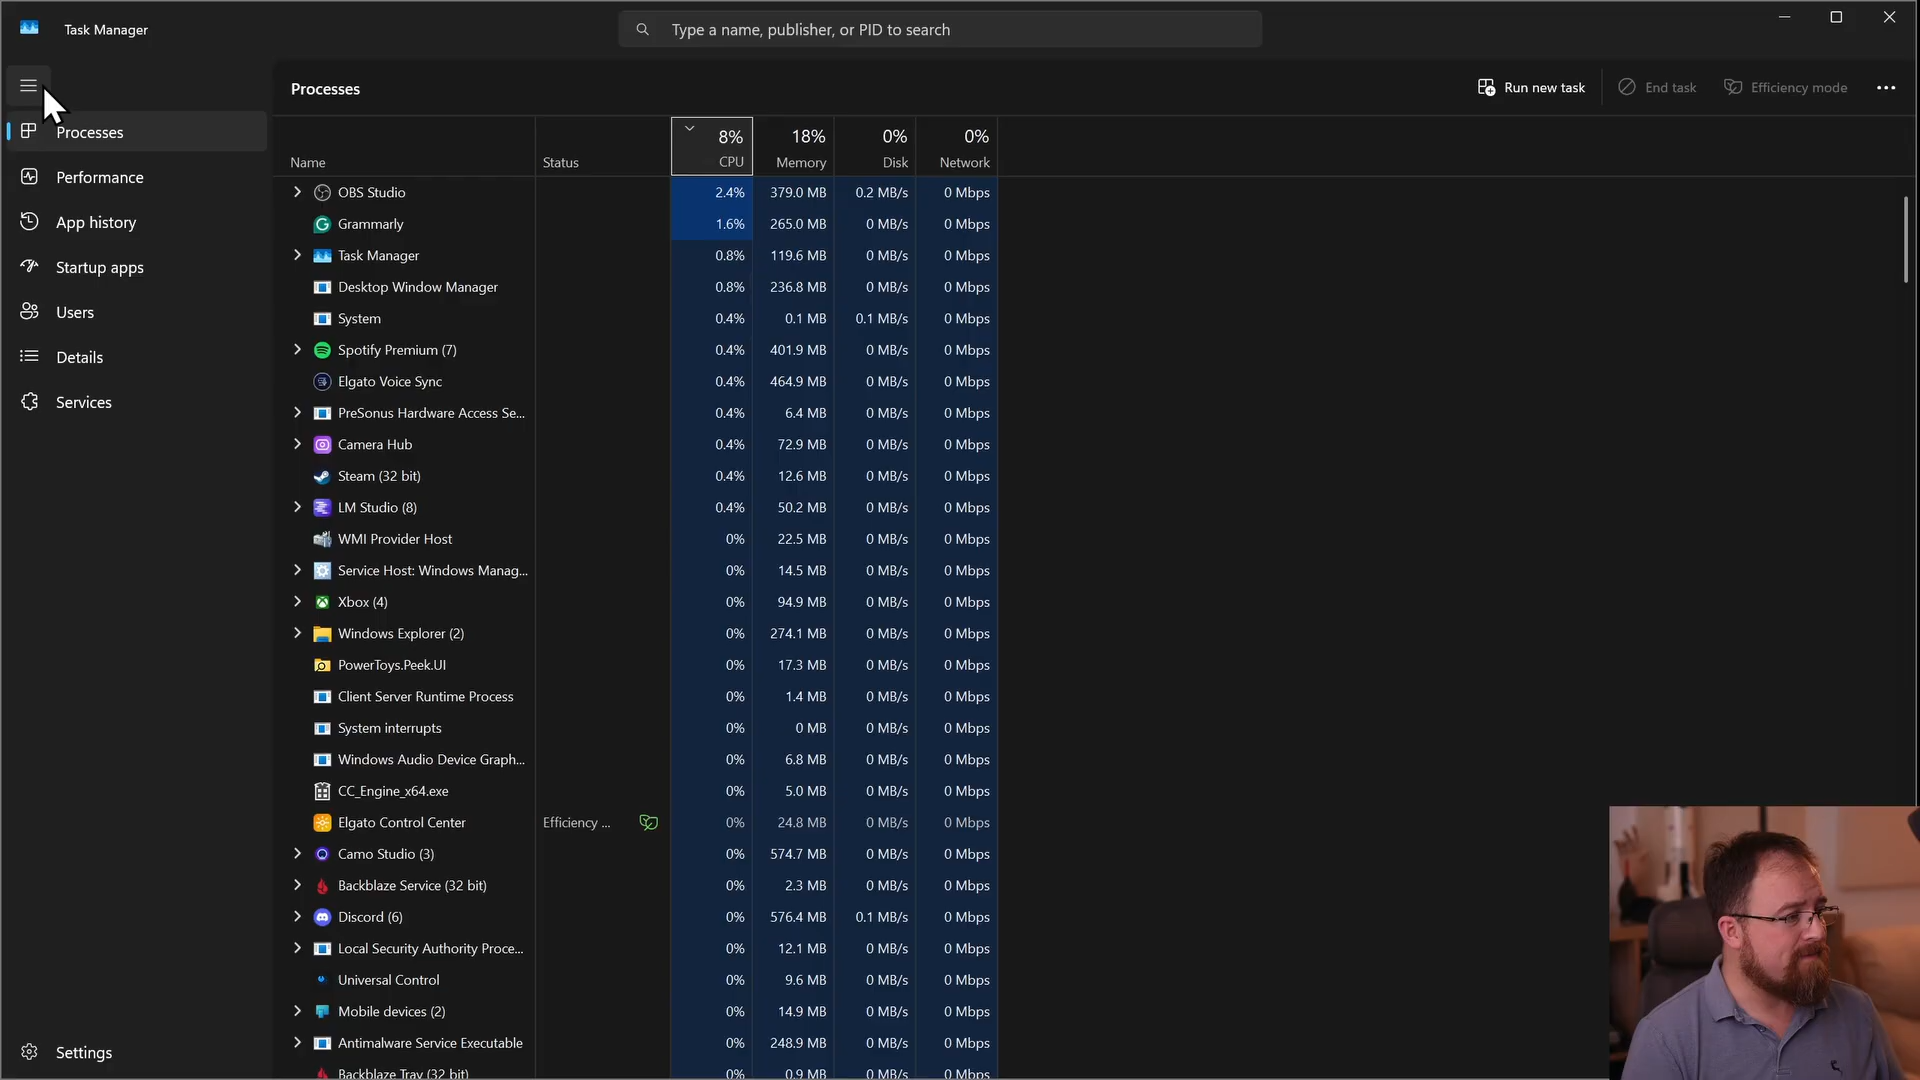 Task Manager
Type a name, publisher, or PID to search
Processes
Performance
App history
Startup apps
Users
Details
Services
Settings
Processes
Run new task
End task
Efficiency mode
Name Status 8% CPU 18% Memory 0% Disk 0% Network
OBS Studio 2.4% 379.0 MB 0.2 MB/s 0 Mbps
Grammarly 1.6% 265.0 MB 0 MB/s 0 Mbps
Task Manager 0.8% 119.6 MB 0 MB/s 0 Mbps
Desktop Window Manager 0.8% 236.8 MB 0 MB/s 0 Mbps
System 0.4% 0.1 MB 0.1 MB/s 0 Mbps
Spotify Premium (7) 0.4% 401.9 MB 0 MB/s 0 Mbps
Elgato Voice Sync 0.4% 464.9 MB 0 MB/s 0 Mbps
PreSonus Hardware Access Se... 0.4% 6.4 MB 0 MB/s 0 Mbps
Camera Hub 0.4% 72.9 MB 0 MB/s 0 Mbps
Steam (32 bit) 0.4% 12.6 MB 0 MB/s 0 Mbps
LM Studio (8) 0.4% 50.2 MB 0 MB/s 0 Mbps
WMI Provider Host 0% 22.5 MB 0 MB/s 0 Mbps
Service Host: Windows Manag... 0% 14.5 MB 0 MB/s 0 Mbps
Xbox (4) 0% 94.9 MB 0 MB/s 0 Mbps
Windows Explorer (2) 0% 274.1 MB 0 MB/s 0 Mbps
PowerToys.Peek.UI 0% 17.3 MB 0 MB/s 0 Mbps
Client Server Runtime Process 0% 1.4 MB 0 MB/s 0 Mbps
System interrupts 0% 0 MB 0 MB/s 0 Mbps
Windows Audio Device Graph... 0% 6.8 MB 0 MB/s 0 Mbps
CC_Engine_x64.exe 0% 5.0 MB 0 MB/s 0 Mbps
Elgato Control Center Efficiency ... 0% 24.8 MB 0 MB/s 0 Mbps
Camo Studio (3) 0% 574.7 MB 0 MB/s 0 Mbps
Backblaze Service (32 bit) 0% 2.3 MB 0 MB/s 0 Mbps
Discord (6) 0% 576.4 MB 0.1 MB/s 0 Mbps
Local Security Authority Proce... 0% 12.1 MB 0 MB/s 0 Mbps
Universal Control 0% 9.6 MB 0 MB/s 0 Mbps
Mobile devices (2) 0% 14.9 MB 0 MB/s 0 Mbps
Antimalware Service Executable 0% 248.9 MB 0 MB/s 0 Mbps
Backblaze Tray (32 bit) 0% 0.9 MB 0 MB/s 0 Mbps